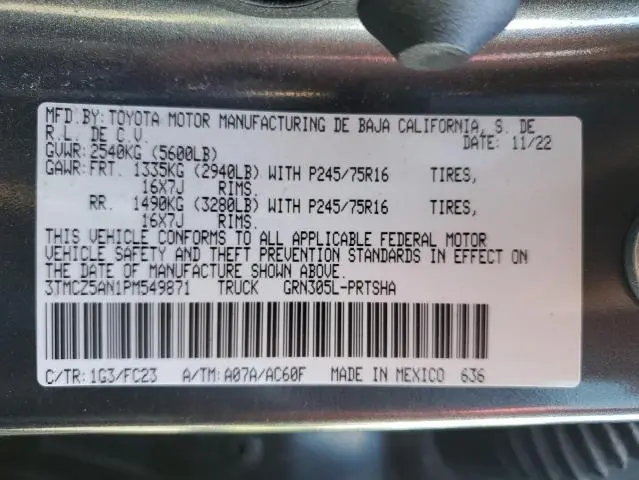 MFD.BY:TOYOTA MOTOR MANUFACTURING DE BAJA CALIFORNIA, S. DE
R.L. DE C.V. DATE: 11/22
GVWR:2540KG (5600LB)
GAWR:FRT. 1335KG (2940LB) WITH P245/75R16 TIRES,
16X7J RIMS.
RR. 1490KG (3280LB) WITH P245/75R16 TIRES,
16X7J RIMS.
THIS VEHICLE CONFORMS TO ALL APPLICABLE FEDERAL MOTOR
VEHICLE SAFETY AND THEFT PREVENTION STANDARDS IN EFFECT ON
THE DATE OF MANUFACTURE SHOWN ABOVE.
3TMCZ5AN1PM549871 TRUCK GRN305L-PRTSHA
C/TR:1G3/FC23 A/TM:A07A/AC60F MADE IN MEXICO 636